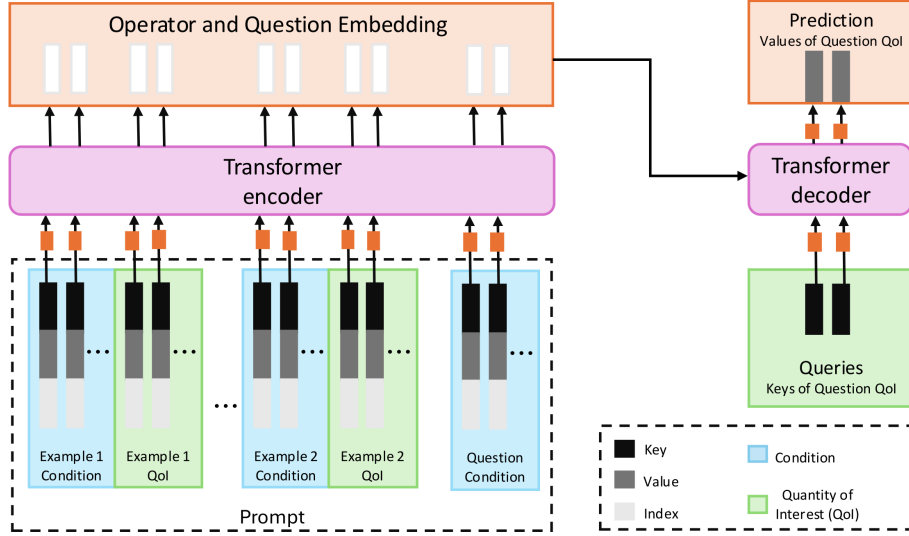 Operator and Question Embedding
Prediction
Values of Question QoI
Transformer
encoder
Transformer
decoder
...
...
...
...
...
...
Example 1
Condition
Example 1
QoI
Example 2
Condition
Example 2
QoI
Question
Condition
Prompt
Queries
Keys of Question QoI
Key
Value
Index
Condition
Quantity of
Interest (QoI)